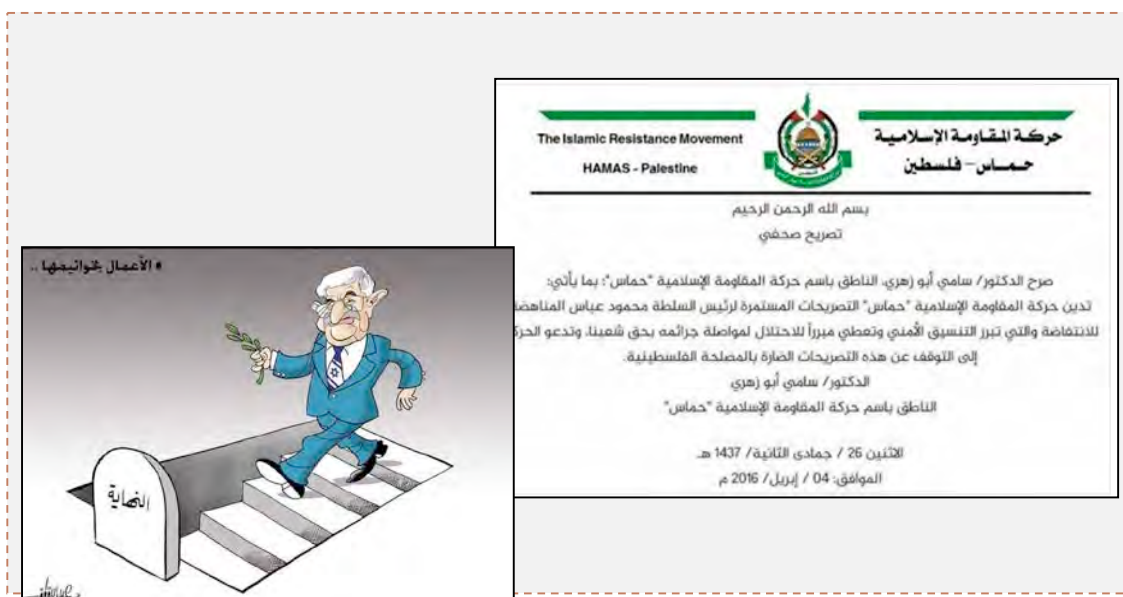 The Islamic Resistance Movement
HAMAS - Palestine
حركة المقاومة الإسلامية
حماس - فلسطين
بسم الله الرحمن الرحيم
تصريح صحفي
صرح الدكتور/ سامي أبو زهري، الناطق باسم حركة المقاومة الإسلامية "حماس"؛ بما يأتي:
تدين حركة المقاومة الإسلامية "حماس" التصريحات المستمرة لرئيس السلطة محمود عباس المناهضة
للانتفاضة والتي تبرر التنسيق الأمني وتعطي مبرراً للاحتلال لمواصلة جرائمه بحق شعبنا، وتدعو
إلى التوقف عن هذه التصريحات الضارة بالمصلحة الفلسطينية.
الدكتور/ سامي أبو زهري
الناطق باسم حركة المقاومة الإسلامية "حماس"
الاثنين 26 / جمادى الثانية/ 1437 هـ
الموافق: 04 / إبريل/ 2016 م
الأعمال بخواتيمها ..
النهاية